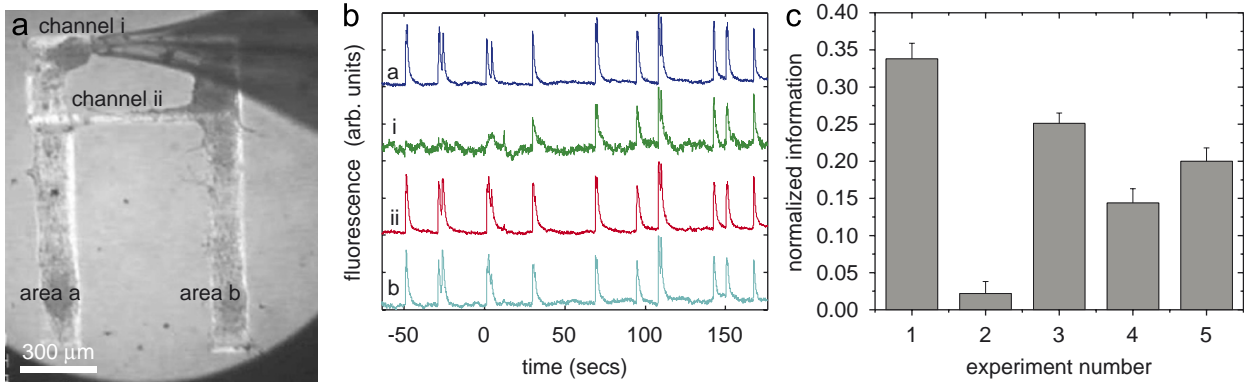 a
channel i
channel ii
area a
area b
300 μm
b
fluorescence (arb. units)
a
i
ii
b
-50
0
50
100
150
time (secs)
c
normalized information
0.40
0.35
0.30
0.25
0.20
0.15
0.10
0.05
0.00
1
2
3
4
5
experiment number